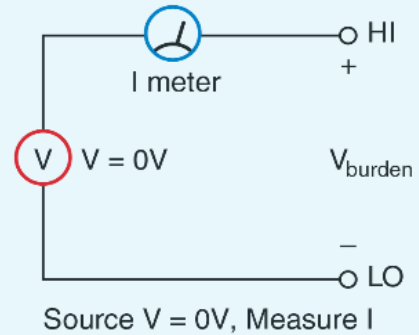 HI
+
I meter
V
V = 0V
Vburden
−
LO
Source V = 0V, Measure I